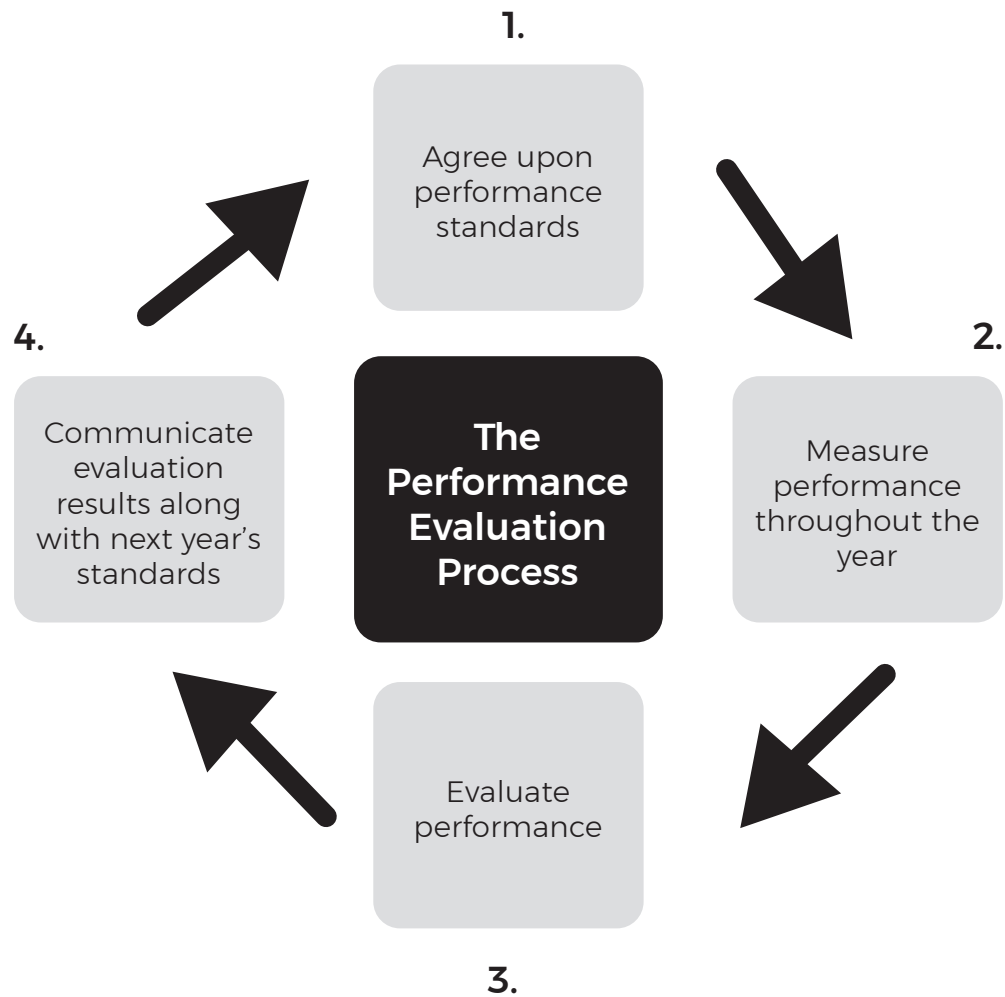 1.
Agree upon
performance
standards
2.
Measure
performance
throughout the
year
3.
Evaluate
performance
4.
Communicate
evaluation
results along
with next year’s
standards
The
Performance
Evaluation
Process